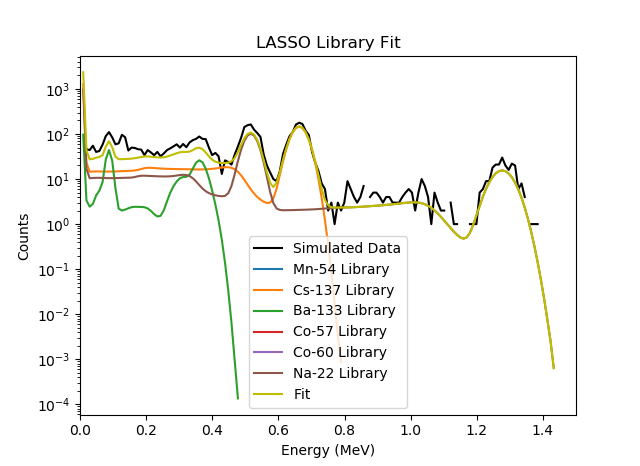 LASSO Library Fit
Counts
10³
10²
10¹
10⁰
10⁻¹
10⁻²
10⁻³
10⁻⁴
Simulated Data
Mn-54 Library
Cs-137 Library
Ba-133 Library
Co-57 Library
Co-60 Library
Na-22 Library
Fit
0.0 0.2 0.4 0.6 0.8 1.0 1.2 1.4
Energy (MeV)